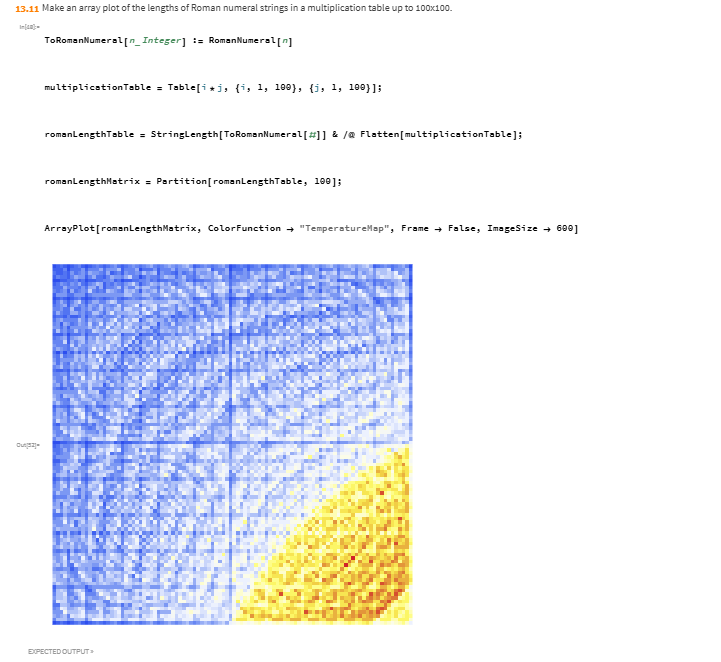 13.11 Make an array plot of the lengths of Roman numeral strings in a multiplication table up to 100x100.
In[18]:=
ToRomanNumeral[n_Integer] := RomanNumeral[n]
multiplicationTable = Table[i * j, {i, 1, 100}, {j, 1, 100}];
romanLengthTable = StringLength[ToRomanNumeral[#]] & /@ Flatten[multiplicationTable];
romanLengthMatrix = Partition[romanLengthTable, 100];
ArrayPlot[romanLengthMatrix, ColorFunction → "TemperatureMap", Frame → False, ImageSize → 600]
Out[52]=
EXPECTED OUTPUT >